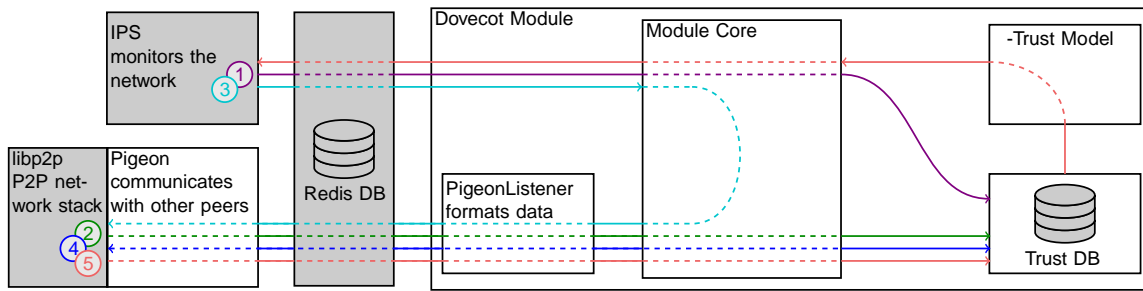 IPS
monitors the
network
1
3
Redis DB
Dovecot Module
Module Core
-Trust Model
libp2p
P2P net-
work stack
2
4
5
Pigeon
communicates
with other peers
PigeonListener
formats data
Trust DB